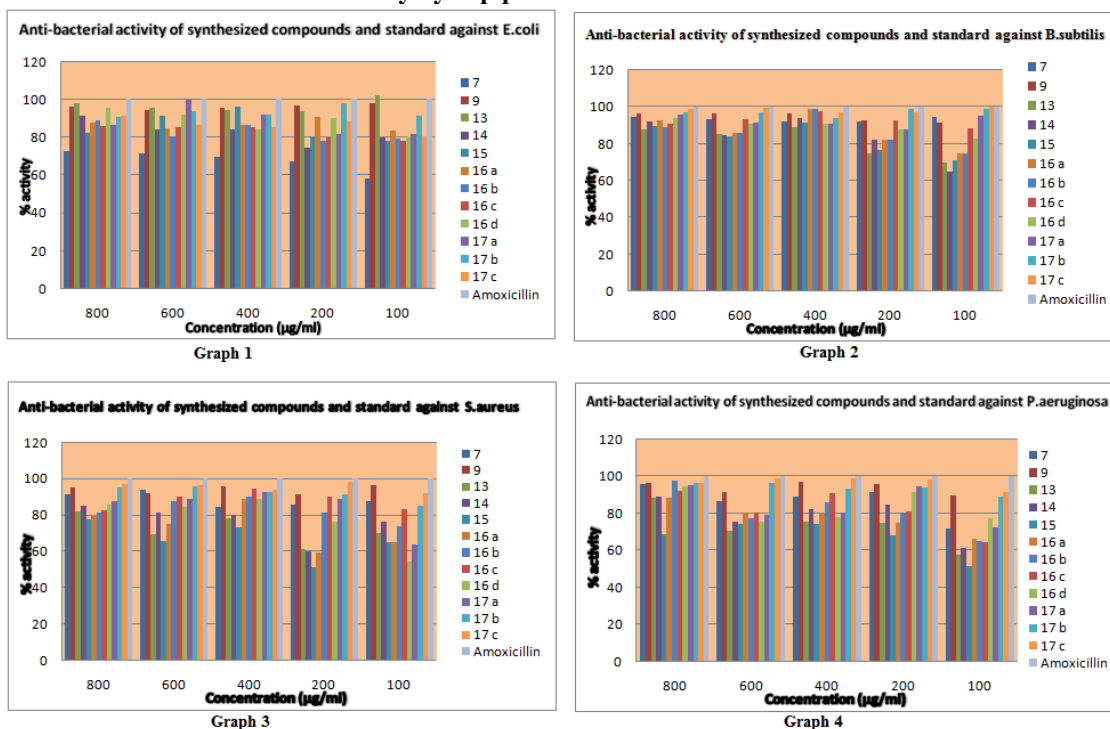 Anti-bacterial activity of synthesized compounds and standard against E.coli
120
100
80
60
40
20
0
% activity
800 600 400 200 100
Concentration (µg/ml)
7
9
13
14
15
16 a
16 b
16 c
16 d
17 a
17 b
17 c
Amoxicillin
Graph 1
Anti-bacterial activity of synthesized compounds and standard against B.subtilis
120
100
80
60
40
20
0
% activity
800 600 400 200 100
Concentration (µg/ml)
7
9
13
14
15
16 a
16 b
16 c
16 d
17 a
17 b
17 c
Amoxicillin
Graph 2
Anti-bacterial activity of synthesized compounds and standard against S.aureus
120
100
80
60
40
20
0
% activity
800 600 400 200 100
Concentration (µg/ml)
7
9
13
14
15
16 a
16 b
16 c
16 d
17 a
17 b
17 c
Amoxicillin
Graph 3
Anti-bacterial activity of synthesized compounds and standard against P.aeruginosa
120
100
80
60
40
20
0
% activity
800 600 400 200 100
Concentration (µg/ml)
7
9
13
14
15
16 a
16 b
16 c
16 d
17 a
17 b
17 c
Amoxicillin
Graph 4